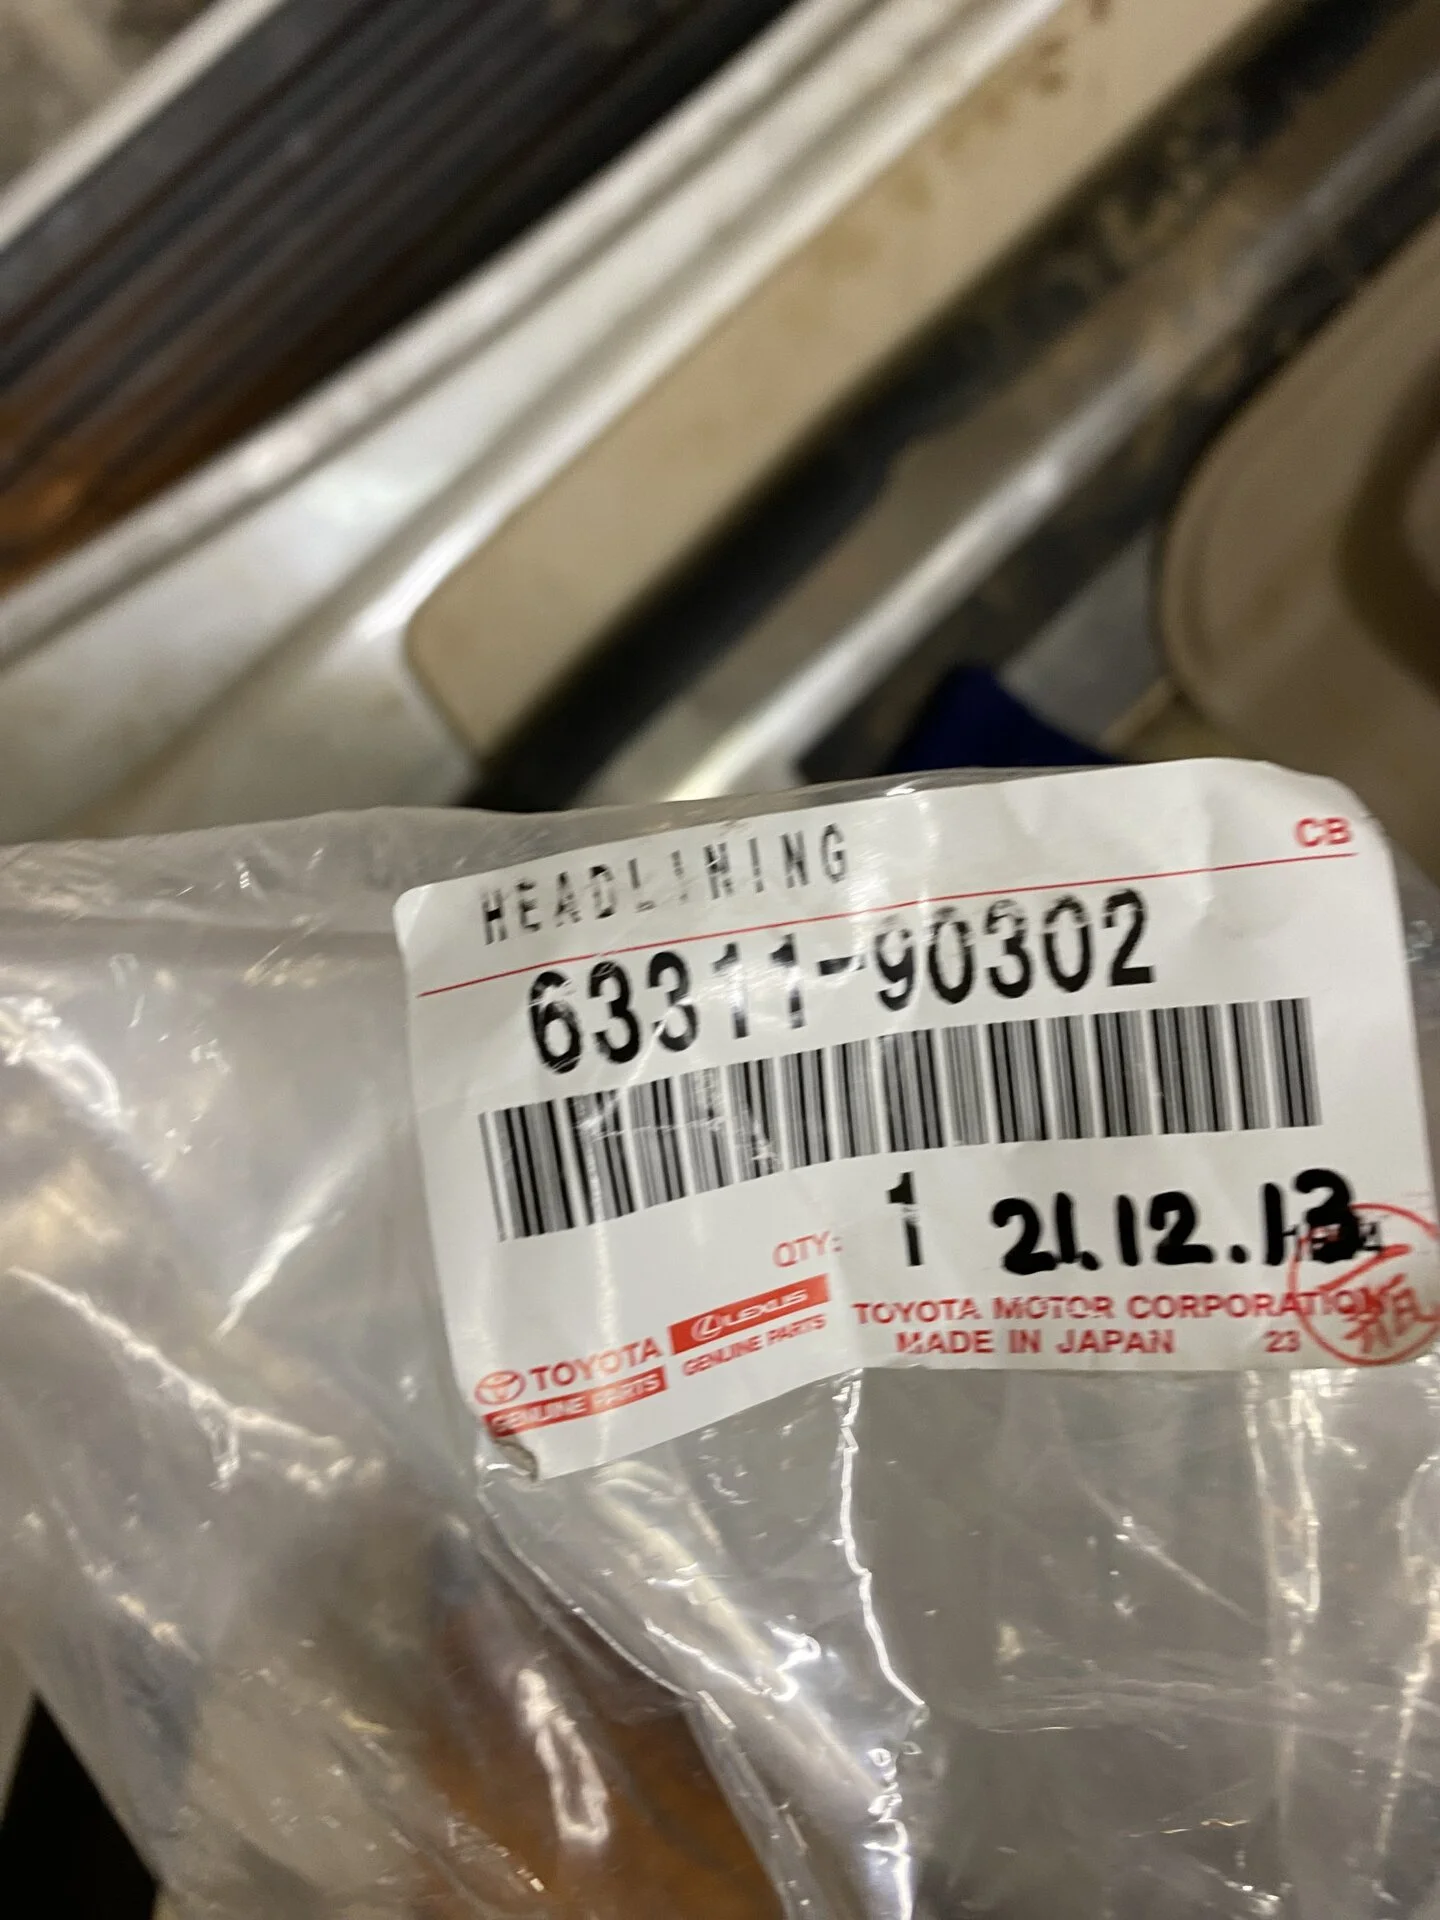 HEADLINING
CB
63311-90302
QTY: 1 21.12.13
TOYOTA
GENUINE PARTS
LEXUS
GENUINE PARTS
TOYOTA MOTOR CORPORATION
MADE IN JAPAN 23